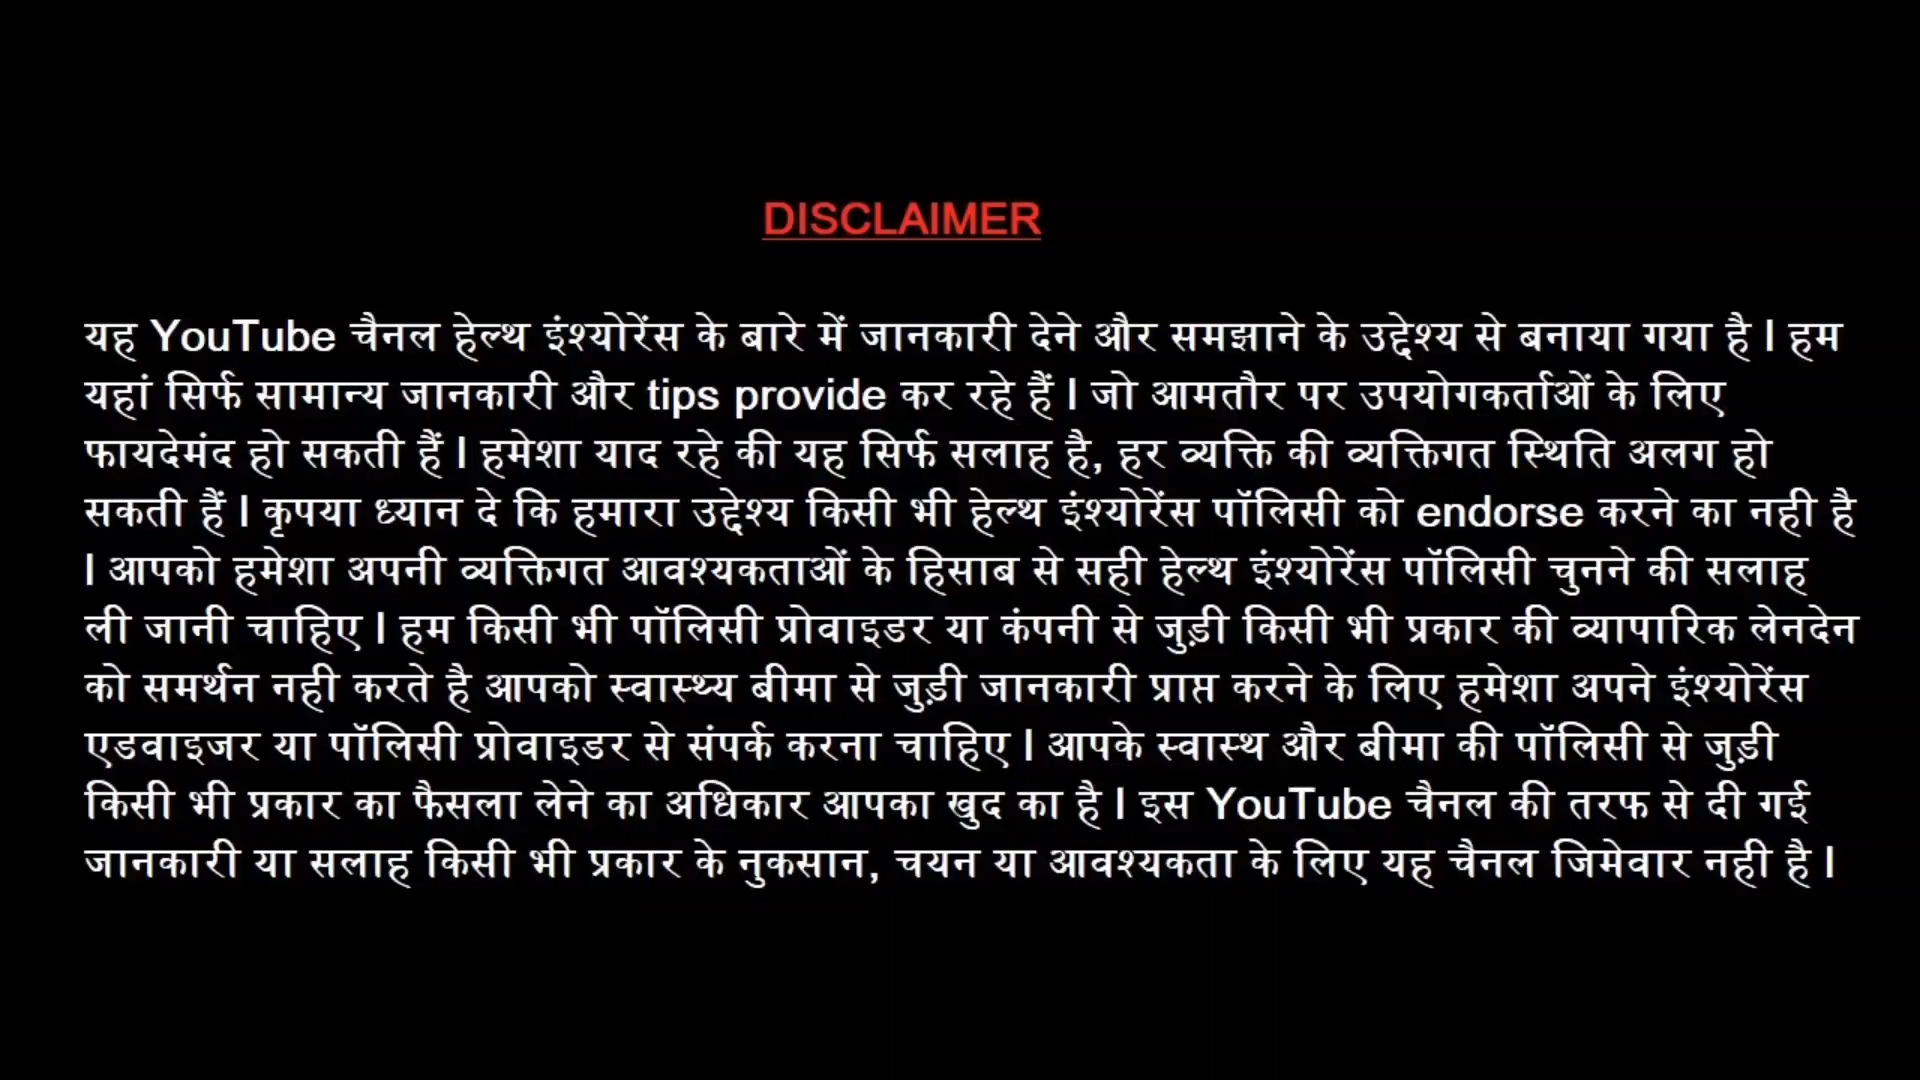 DISCLAIMER
यह YouTube चैनल हेल्थ इंश्योरेंस के बारे में जानकारी देने और समझाने के उद्देश्य से बनाया गया है l हम
यहां सिर्फ सामान्य जानकारी और tips provide कर रहे हैं l जो आमतौर पर उपयोगकर्ताओं के लिए
फायदेमंद हो सकती हैं l हमेशा याद रहे की यह सिर्फ सलाह है, हर व्यक्ति की व्यक्तिगत स्थिति अलग हो
सकती हैं l कृपया ध्यान दे कि हमारा उद्देश्य किसी भी हेल्थ इंश्योरेंस पॉलिसी को endorse करने का नही है
l आपको हमेशा अपनी व्यक्तिगत आवश्यकताओं के हिसाब से सही हेल्थ इंश्योरेंस पॉलिसी चुनने की सलाह
ली जानी चाहिए l हम किसी भी पॉलिसी प्रोवाइडर या कंपनी से जुड़ी किसी भी प्रकार की व्यापारिक लेनदेन
को समर्थन नही करते है आपको स्वास्थ्य बीमा से जुड़ी जानकारी प्राप्त करने के लिए हमेशा अपने इंश्योरेंस
एडवाइजर या पॉलिसी प्रोवाइडर से संपर्क करना चाहिए l आपके स्वास्थ और बीमा की पॉलिसी से जुड़ी
किसी भी प्रकार का फैसला लेने का अधिकार आपका खुद का है l इस YouTube चैनल की तरफ से दी गई
जानकारी या सलाह किसी भी प्रकार के नुकसान, चयन या आवश्यकता के लिए यह चैनल जिमेवार नही है l